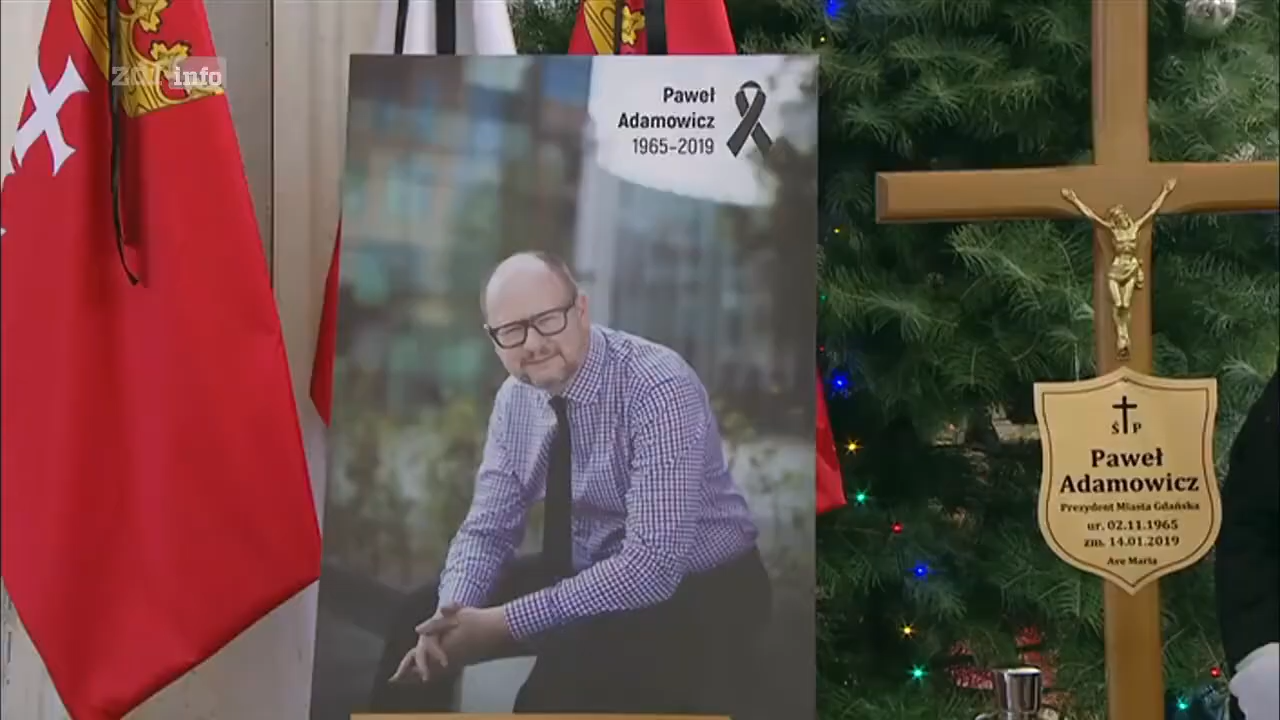 ZDF info
Paweł
Adamowicz
1965-2019
Ś P
Paweł
Adamowicz
Prezydent Miasta Gdańska
ur. 02.11.1965
zm. 14.01.2019
Ave Maria